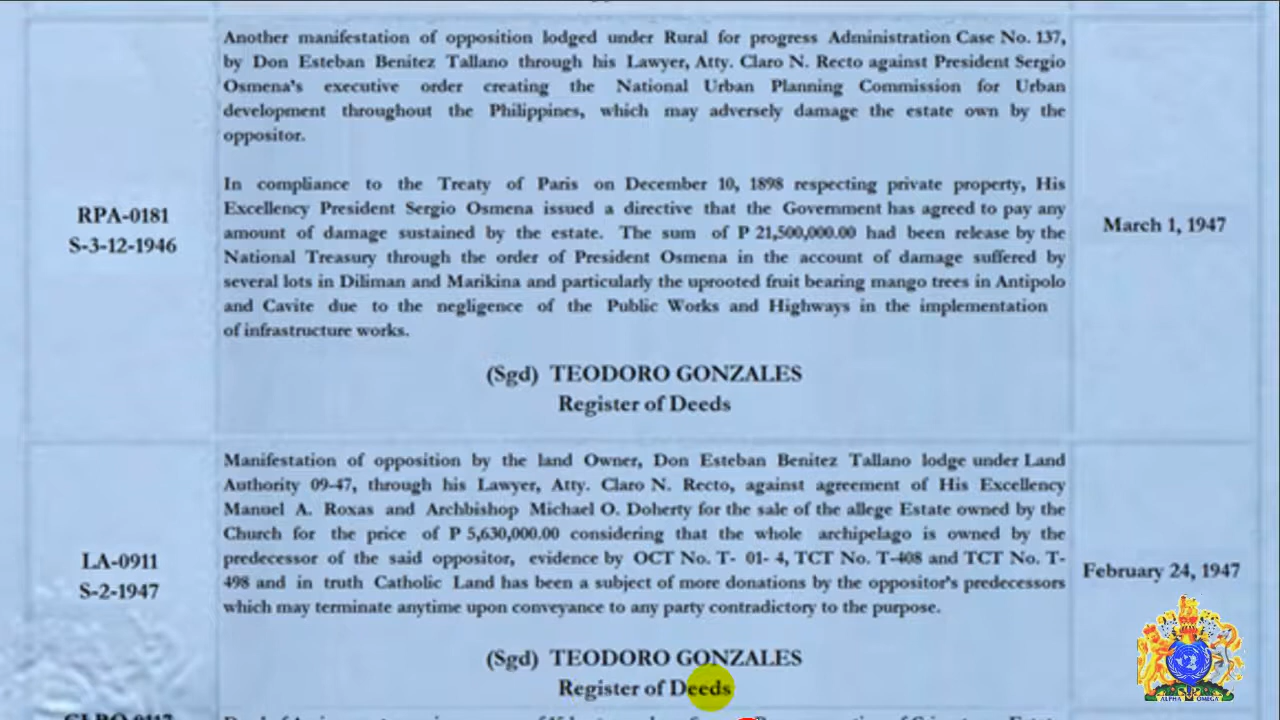 Another manifestation of opposition lodged under Rural for progress Administration Case No. 137,
by Don Esteban Benitez Tallano through his Lawyer, Atty. Claro N. Recto against President Sergio
Osmena's executive order creating the National Urban Planning Commission for Urban
development throughout the Philippines, which may adversely damage the estate own by the
oppositor.
In compliance to the Treaty of Paris on December 10, 1898 respecting private property, His
Excellency President Sergio Osmena issued a directive that the Government has agreed to pay any
amount of damage sustained by the estate. The sum of P 21,500,000.00 had been release by the
National Treasury through the order of President Osmena in the account of damage suffered by
several lots in Diliman and Marikina and particularly the uprooted fruit bearing mango trees in Antipolo
and Cavite due to the negligence of the Public Works and Highways in the implementation
of infrastructure works.
RPA-0181
S-3-12-1946
March 1, 1947
(Sgd) TEODORO GONZALES
Register of Deeds
Manifestation of opposition by the land Owner, Don Esteban Benitez Tallano lodge under Land
Authority 09-47, through his Lawyer, Atty. Claro N. Recto, against agreement of His Excellency
Manuel A. Roxas and Archbishop Michael O. Doherty for the sale of the allege Estate owned by the
Church for the price of P 5,630,000.00 considering that the whole archipelago is owned by the
predecessor of the said oppositor, evidence by OCT No. T- 01- 4, TCT No. T-408 and TCT No. T-
498 and in truth Catholic Land has been a subject of more donations by the oppositor's predecessors
which may terminate anytime upon conveyance to any party contradictory to the purpose.
LA-0911
S-2-1947
February 24, 1947
(Sgd) TEODORO GONZALES
Register of Deeds
ALPHA OMEGA